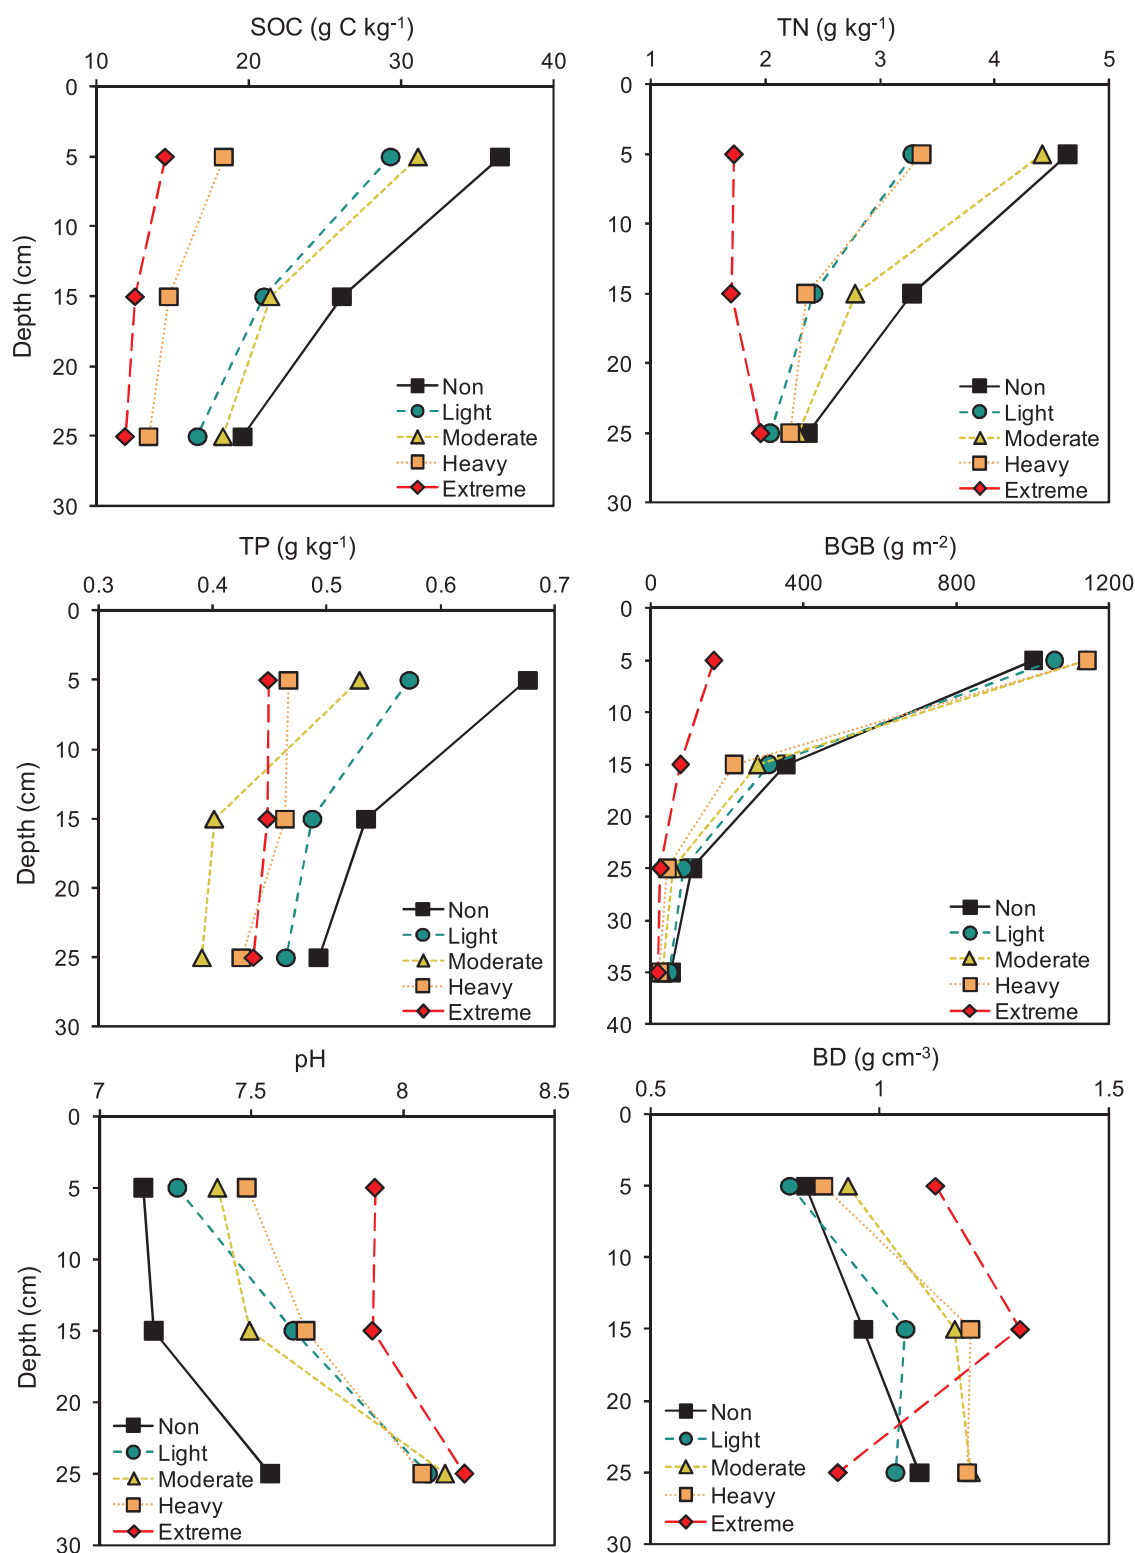 SOC (g C kg⁻¹)
10 20 30 40
0
5
10
15
20
25
30
Depth (cm)
Non
Light
Moderate
Heavy
Extreme
TN (g kg⁻¹)
1 2 3 4 5
0
5
10
15
20
25
30
Non
Light
Moderate
Heavy
Extreme
TP (g kg⁻¹)
0.3 0.4 0.5 0.6 0.7
0
5
10
15
20
25
30
Depth (cm)
Non
Light
Moderate
Heavy
Extreme
BGB (g m⁻²)
0 400 800 1200
0
5
10
15
20
25
30
35
40
Non
Light
Moderate
Heavy
Extreme
pH
7 7.5 8 8.5
0
5
10
15
20
25
30
Depth (cm)
Non
Light
Moderate
Heavy
Extreme
BD (g cm⁻³)
0.5 1 1.5
0
5
10
15
20
25
30
Non
Light
Moderate
Heavy
Extreme